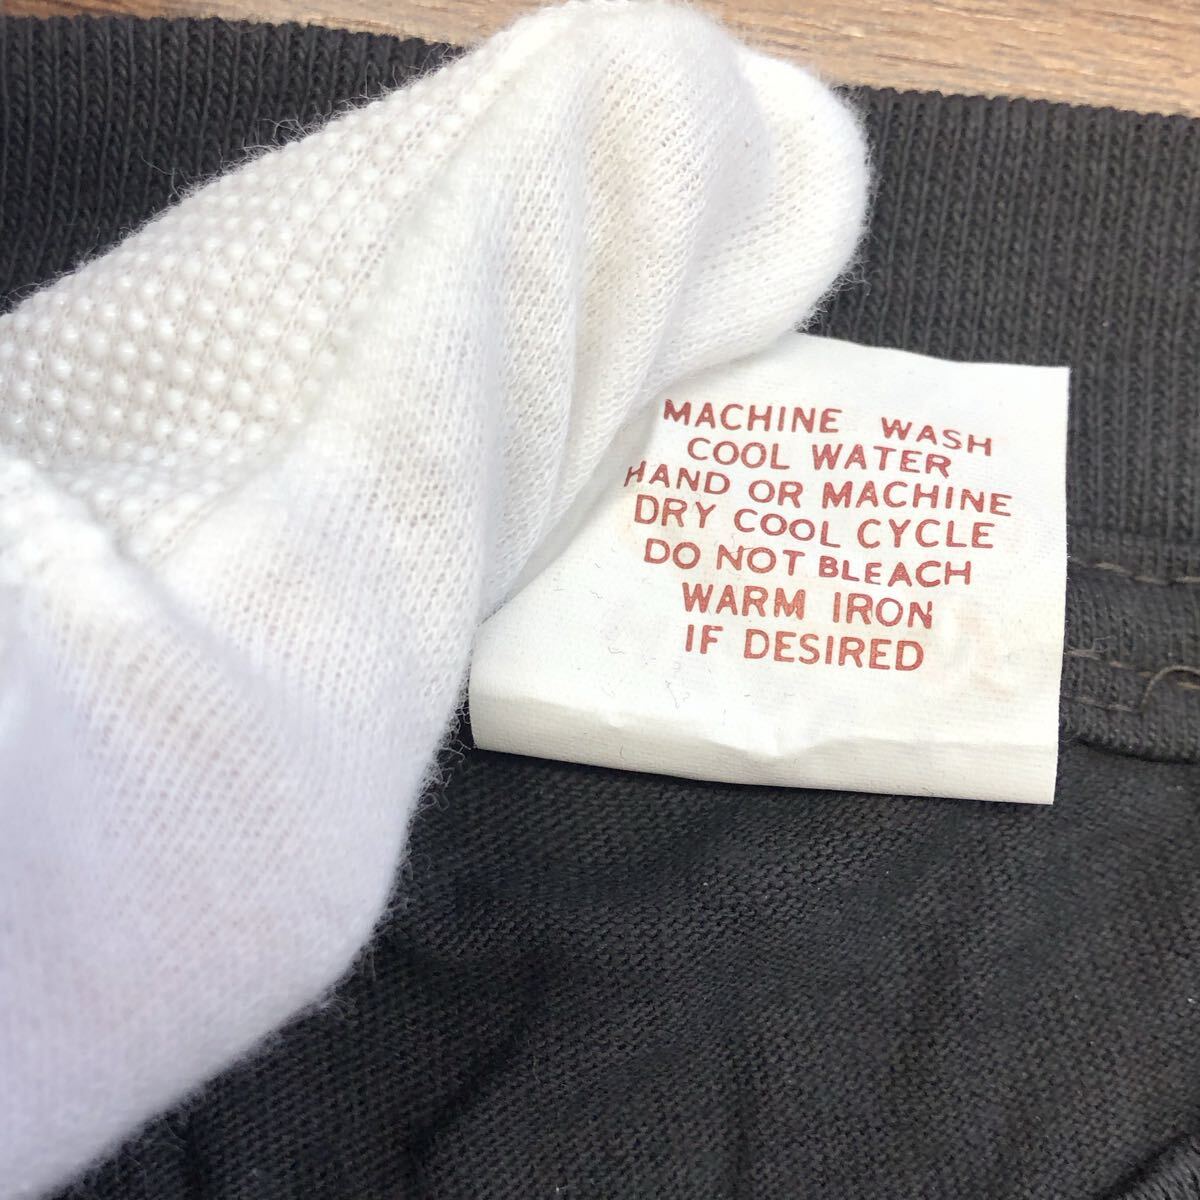 MACHINE WASH
COOL WATER
HAND OR MACHINE
DRY COOL CYCLE
DO NOT BLEACH
WARM IRON
IF DESIRED